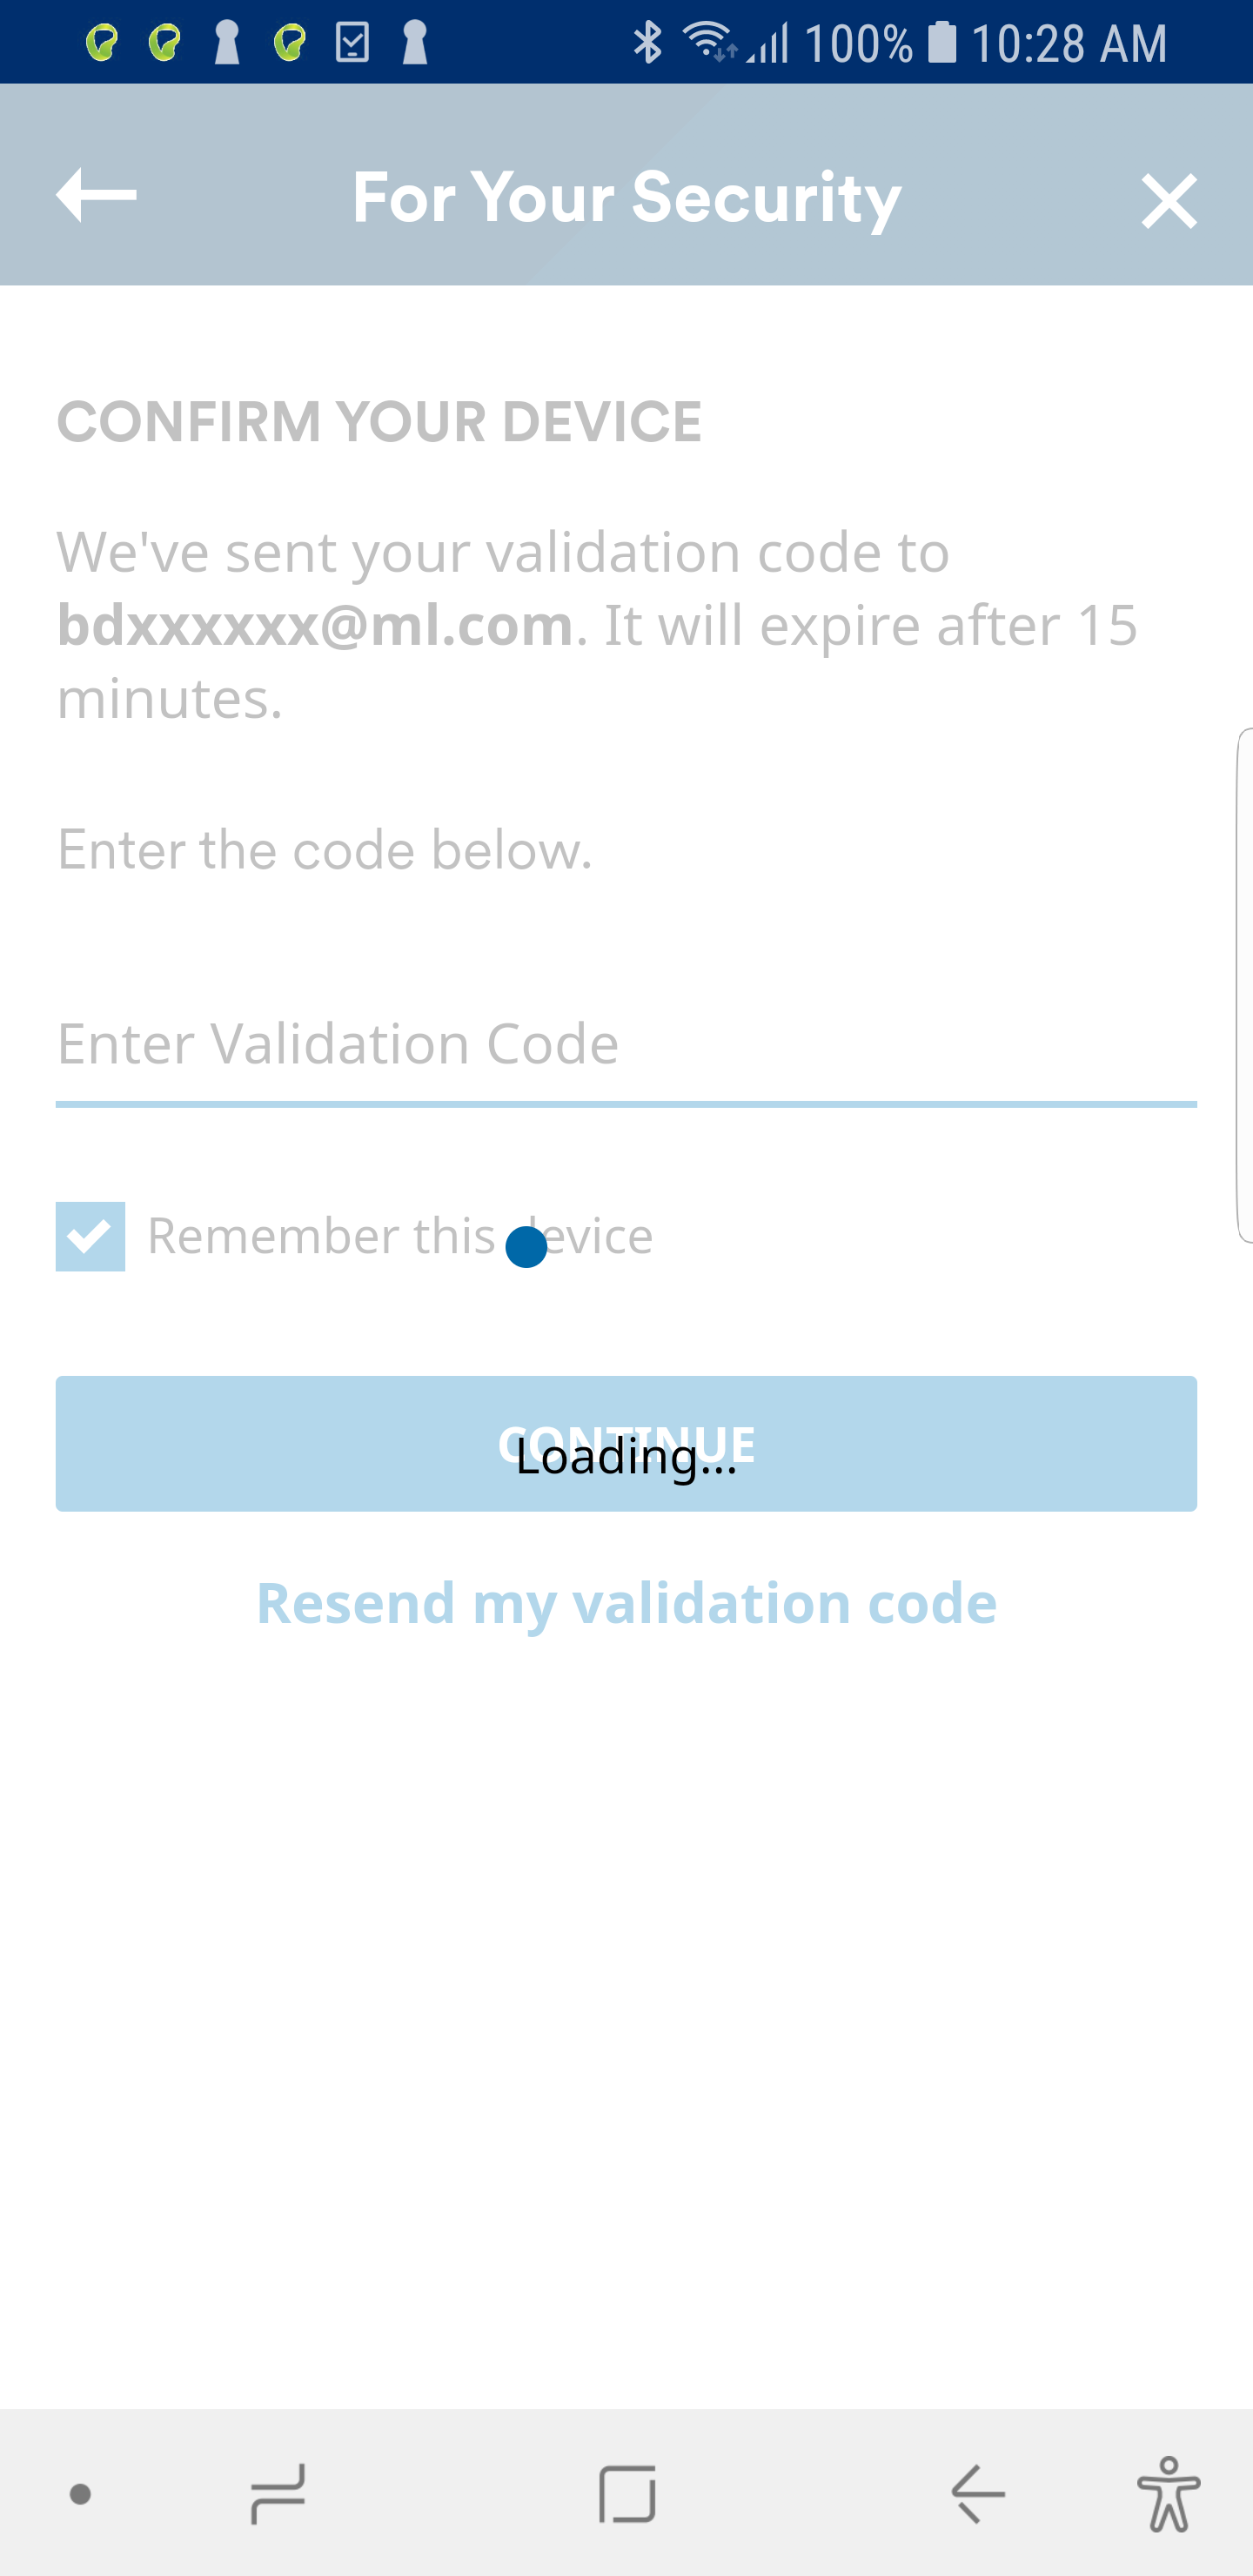 100% 10:28 AM
For Your Security
CONFIRM YOUR DEVICE
We've sent your validation code to
bdxxxxxx@ml.com. It will expire after 15
minutes.
Enter the code below.
Enter Validation Code
Remember this device
CONTINUE
Loading...
Resend my validation code